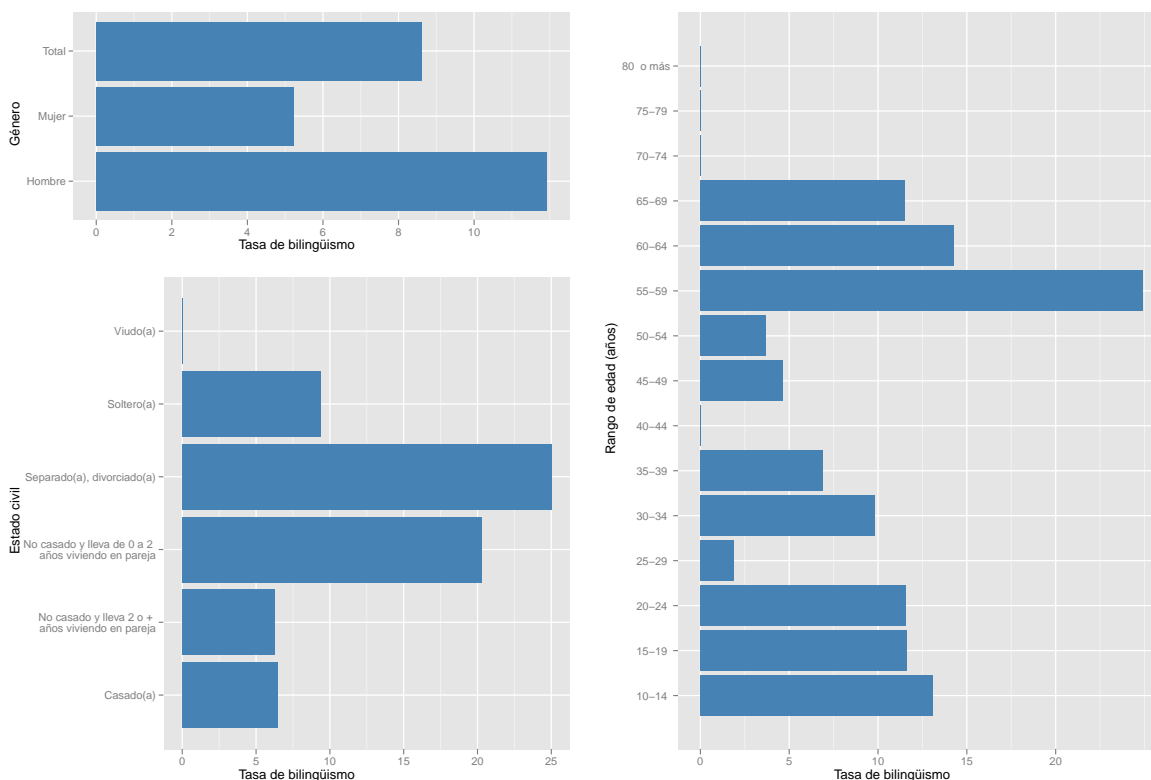 Total
Mujer
Hombre
Género
0 2 4 6 8 10
Tasa de bilingüismo
Viudo(a)
Soltero(a)
Separado(a), divorciado(a)
No casado y lleva de 0 a 2
años viviendo en pareja
No casado y lleva 2 o +
años viviendo en pareja
Casado(a)
Estado civil
0 5 10 15 20 25
Tasa de bilingüismo
80 o más
75−79
70−74
65−69
60−64
55−59
50−54
45−49
40−44
35−39
30−34
25−29
20−24
15−19
10−14
Rango de edad (años)
0 5 10 15 20
Tasa de bilingüismo